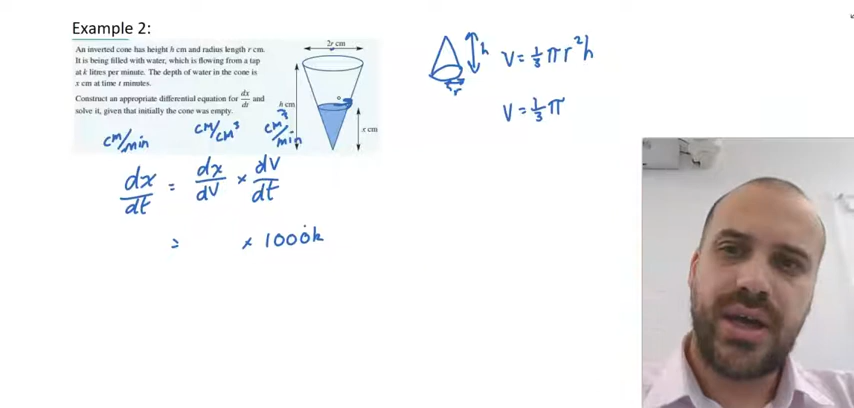 Example 2:
An inverted cone has height h cm and radius length r cm.
It is being filled with water, which is flowing from a tap
at k litres per minute. The depth of water in the cone is
x cm at time t minutes.
Construct an appropriate differential equation for dx/dt and
solve it, given that initially the cone was empty.
2r cm
h cm
x cm
h
r
V = 1/3 πr²h
V = 1/3 π
cm/min cm/cm³ cm³/min
dx/dt = dx/dV × dV/dt
= × 1000k